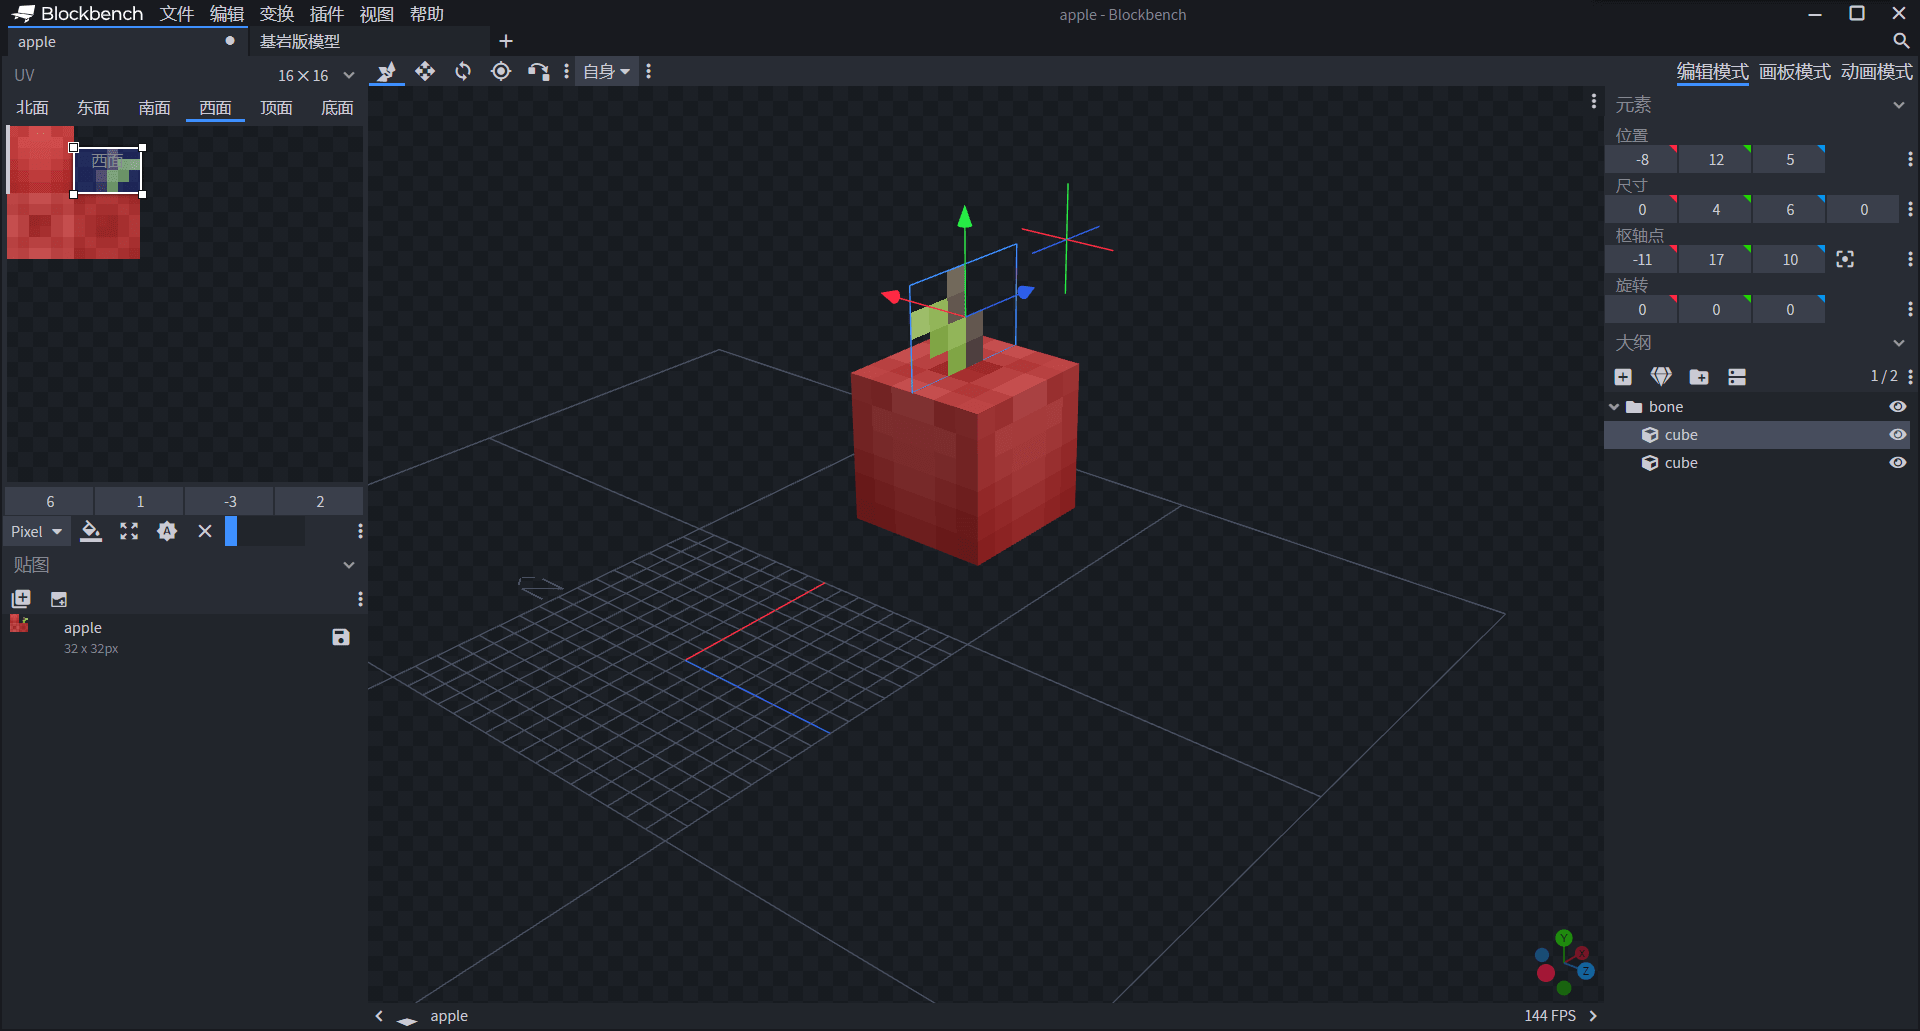 Blockbench 文件 编辑 变换 插件 视图 帮助
apple - Blockbench
apple
基岩版模型
UV
16×16
自身
编辑模式 画板模式 动画模式
北面 东面 南面 西面 顶面 底面
西面
6 1 -3 2
Pixel
A
贴图
apple
32 x 32px
元素
位置
-8 12 5
尺寸
0 4 6 0
枢轴点
-11 17 10
旋转
0 0 0
大纲
1 / 2
bone
cube
cube
Y
X
Z
apple
144 FPS